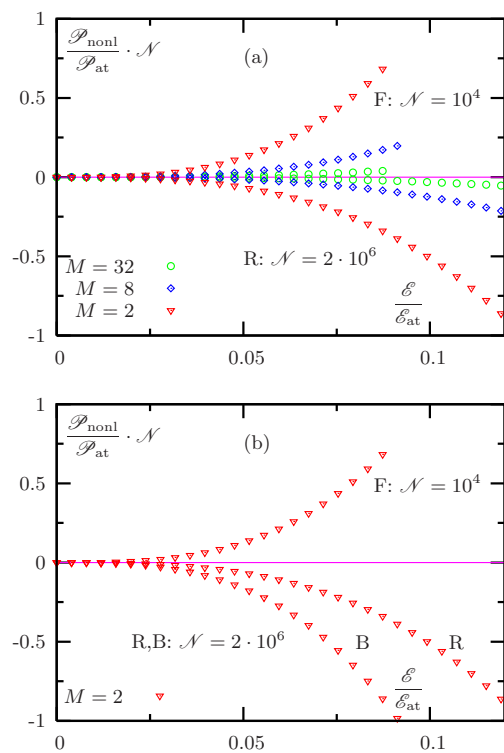 1
𝒫nonl/𝒫at · 𝒩
(a)
F: 𝒩 = 10^4
0.5
0
-0.5
R: 𝒩 = 2 · 10^6
M = 32
M = 8
M = 2
ℰ/ℰat
-1
0 0.05 0.1
1
𝒫nonl/𝒫at · 𝒩
(b)
0.5
F: 𝒩 = 10^4
0
-0.5
R,B: 𝒩 = 2 · 10^6
B R
M = 2
ℰ/ℰat
-1
0 0.05 0.1